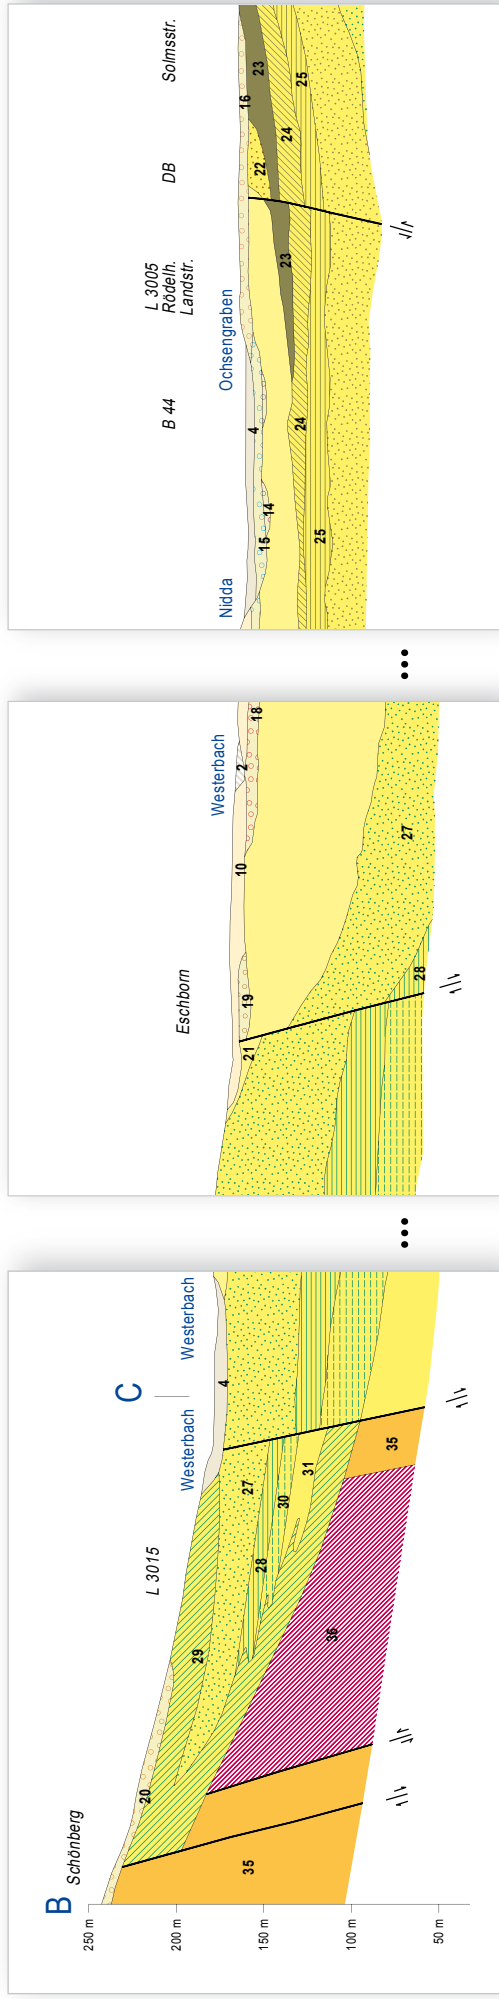 B
Schönberg
L 3015
Westerbach
C
Westerbach
250 m
200 m
150 m
100 m
50 m
20
29
27
4
28
30
31
35
36
35
...
Eschborn
Westerbach
21
19
10
2
18
28
27
...
Nidda
B 44
Ochsengraben
L 3005
Rödelh.
Landstr.
DB
Solmsstr.
15
14
4
16
22
23
23
24
24
25
25